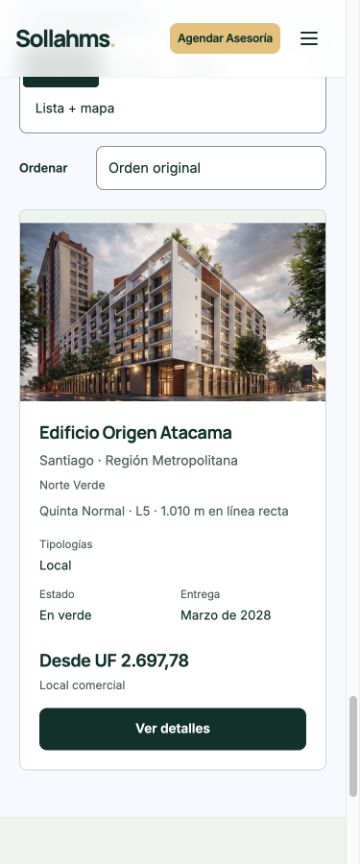 Sollahms.
Agendar Asesoría
Lista + mapa
Ordenar
Orden original
Edificio Origen Atacama
Santiago · Región Metropolitana
Norte Verde
Quinta Normal · L5 · 1.010 m en línea recta
Tipologías
Local
Estado
Entrega
En verde
Marzo de 2028
Desde UF 2.697,78
Local comercial
Ver detalles